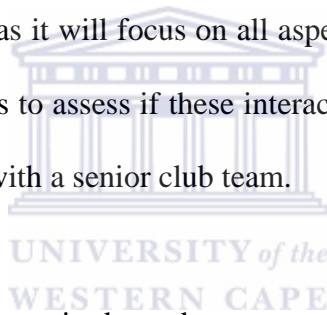 as it will focus on all aspe
s to assess if these interac
with a senior club team.
UNIVERSITY of the
WESTERN CAPE